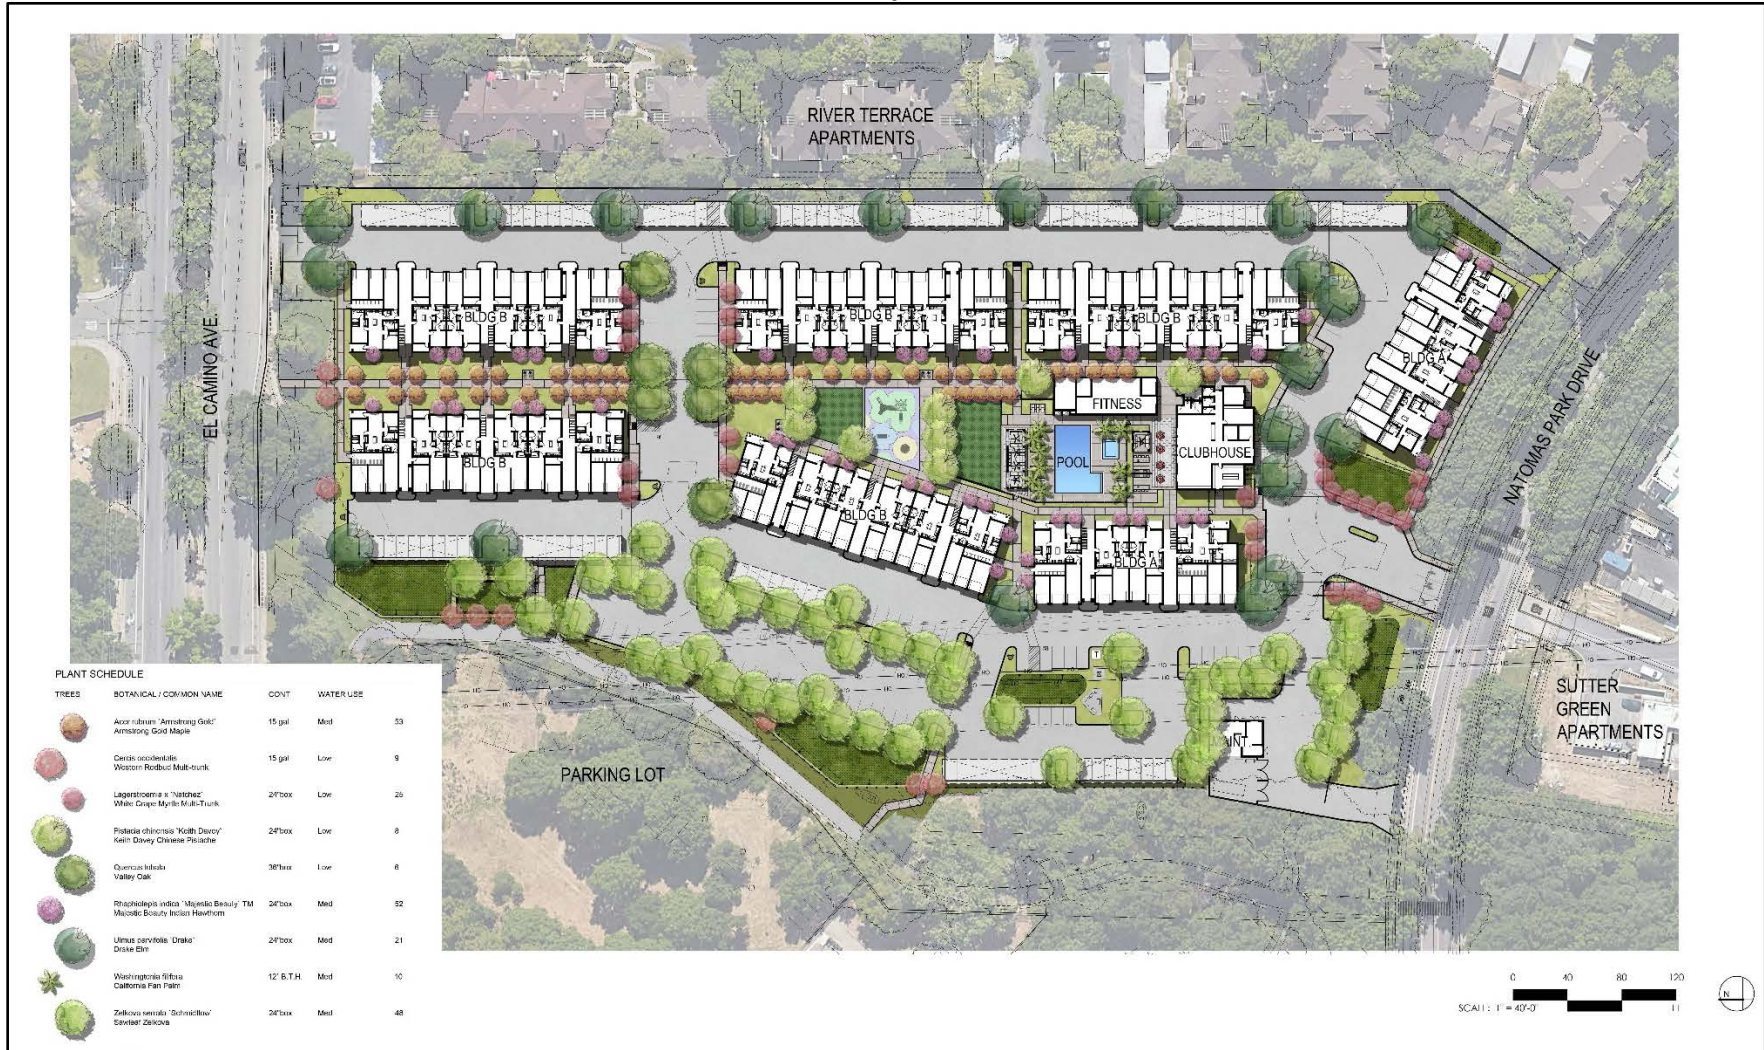 RIVER TERRACE
APARTMENTS
EL CAMINO AVE.
BLDG B
BLDG B
BLDG B
BLDG A
NATOMAS PARK DRIVE
FITNESS
CLUBHOUSE
POOL
BLDG B
BLDG B
BLDG A
T
SUTTER
GREEN
APARTMENTS
PARKING LOT
PLANT SCHEDULE
TREES BOTANICAL / COMMON NAME CONT WATER USE
Acer rubrum `Armstrong Gold` 15 gal Med 53
Armstrong Gold Maple
Cercis occidentalis 15 gal Low 9
Western Redbud Multi-trunk
Lagerstroemia x `Natchez` 24"box Low
White Crape Myrtle Multi-Trunk
Pistacia chinensis `Keith Davey` 24"box Low 8
Keith Davey Chinese Pistache
Quercus lobata 36"box Low 6
Valley Oak
Rhaphiolepis indica `Majestic Beauty` TM 24"box Med 52
Majestic Beauty Indian Hawthorn
Ulmus parvifolia `Drake` 24"box Med 21
Drake Elm
Washingtonia filifera 12' B.T.H. Med 10
California Fan Palm
Zelkova serrata `Schmidtlow` 24"box Med 48
Sawleaf Zelkova
0 40 80 120
SCALE: 1" = 40'-0"
N